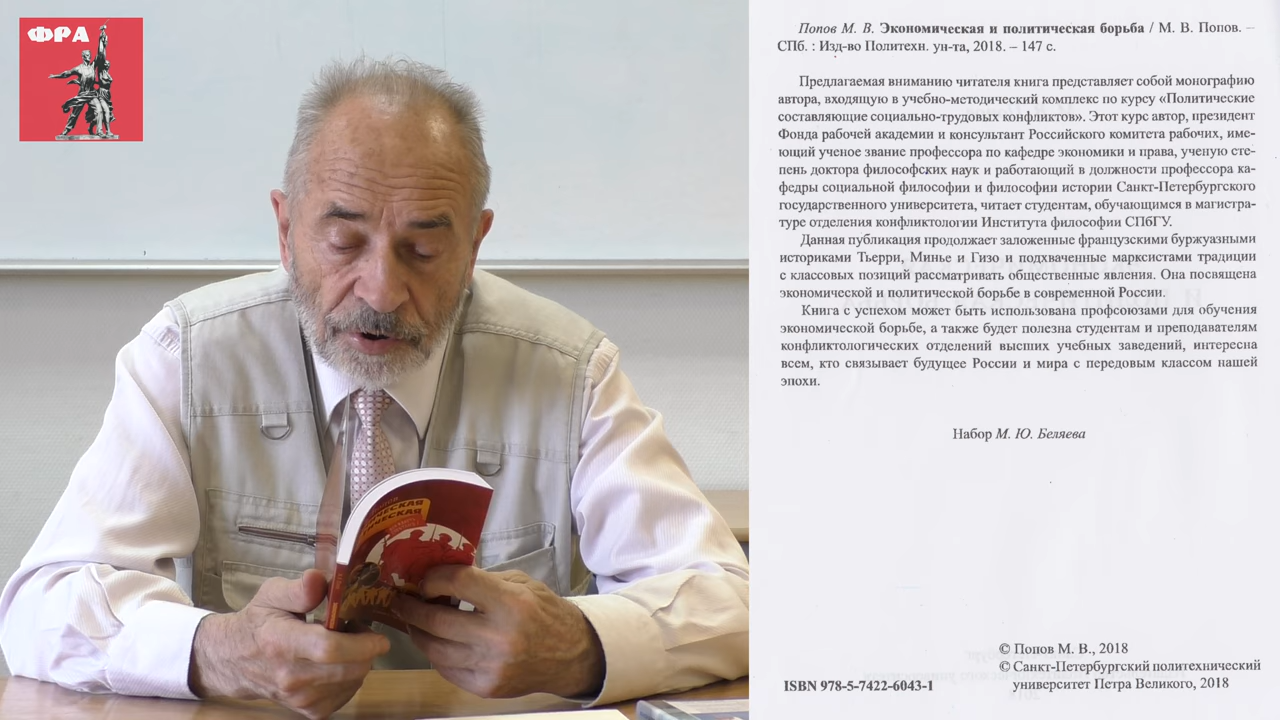 ФРА
Попов М. В. Экономическая и политическая борьба / М. В. Попов. –
СПб. : Изд-во Политехн. ун-та, 2018. – 147 с.
Предлагаемая вниманию читателя книга представляет собой монографию
автора, входящую в учебно-методический комплекс по курсу «Политические
составляющие социально-трудовых конфликтов». Этот курс автор, президент
Фонда рабочей академии и консультант Российского комитета рабочих, име-
ющий ученое звание профессора по кафедре экономики и права, ученую сте-
пень доктора философских наук и работающий в должности профессора ка-
федры социальной философии и философии истории Санкт-Петербургского
государственного университета, читает студентам, обучающимся в магистра-
туре отделения конфликтологии Института философии СПбГУ.
Данная публикация продолжает заложенные французскими буржуазными
историками Тьерри, Минье и Гизо и подхваченные марксистами традиции
с классовых позиций рассматривать общественные явления. Она посвящена
экономической и политической борьбе в современной России.
Книга с успехом может быть использована профсоюзами для обучения
экономической борьбе, а также будет полезна студентам и преподавателям
конфликтологических отделений высших учебных заведений, интересна
всем, кто связывает будущее России и мира с передовым классом нашей
эпохи.
Набор М. Ю. Беляева
© Попов М. В., 2018
© Санкт-Петербургский политехнический
университет Петра Великого, 2018
ISBN 978-5-7422-6043-1